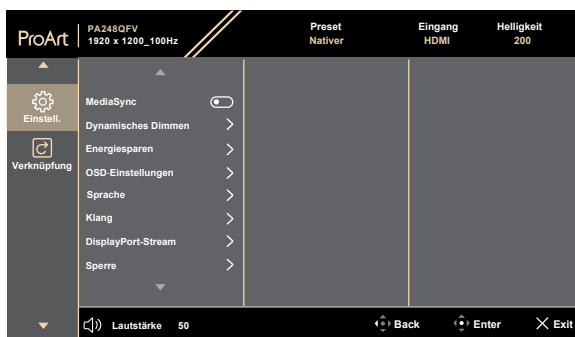 ProArt
PA248QFV
1920 x 1200_100Hz
Preset
Nativer
Eingang
HDMI
Helligkeit
200
Einstell.
Verknüpfung
MediaSync
Dynamisches Dimmen
Energiesparen
OSD-Einstellungen
Sprache
Klang
DisplayPort-Stream
Sperre
Lautstärke 50
Back
Enter
Exit